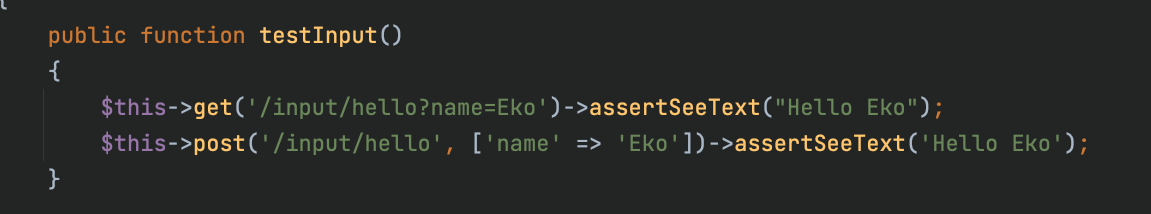 {
public function testInput()
{
$this->get('/input/hello?name=Eko')->assertSeeText("Hello Eko");
$this->post('/input/hello', ['name' => 'Eko'])->assertSeeText('Hello Eko');
}